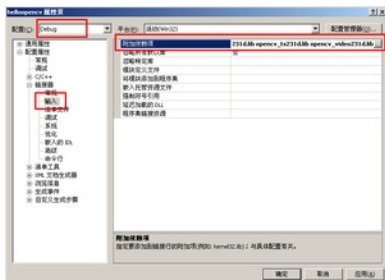 helloopencv 属性页
配置(C): Debug
平台(P): 活动(Win32)
配置管理器(O)...
通用属性
配置属性
常规
调试
C/C++
链接器
常规
输入
清单文件
调试
系统
优化
嵌入的 IDL
高级
命令行
清单工具
XML 文档生成器
浏览信息
生成事件
自定义生成步骤
附加依赖项
231d.lib opencv_ts231d.lib opencv_video231d.lib
忽略所有默认库
否
忽略特定库
模块定义文件
将模块添加到程序集
嵌入托管资源文件
强制符号引用
延迟加载的 DLL
程序集链接资源
附加依赖项
指定要添加到链接行的附加项(例如: kernel32.lib)；与具体配置有关。
确定
取消
应用(A)